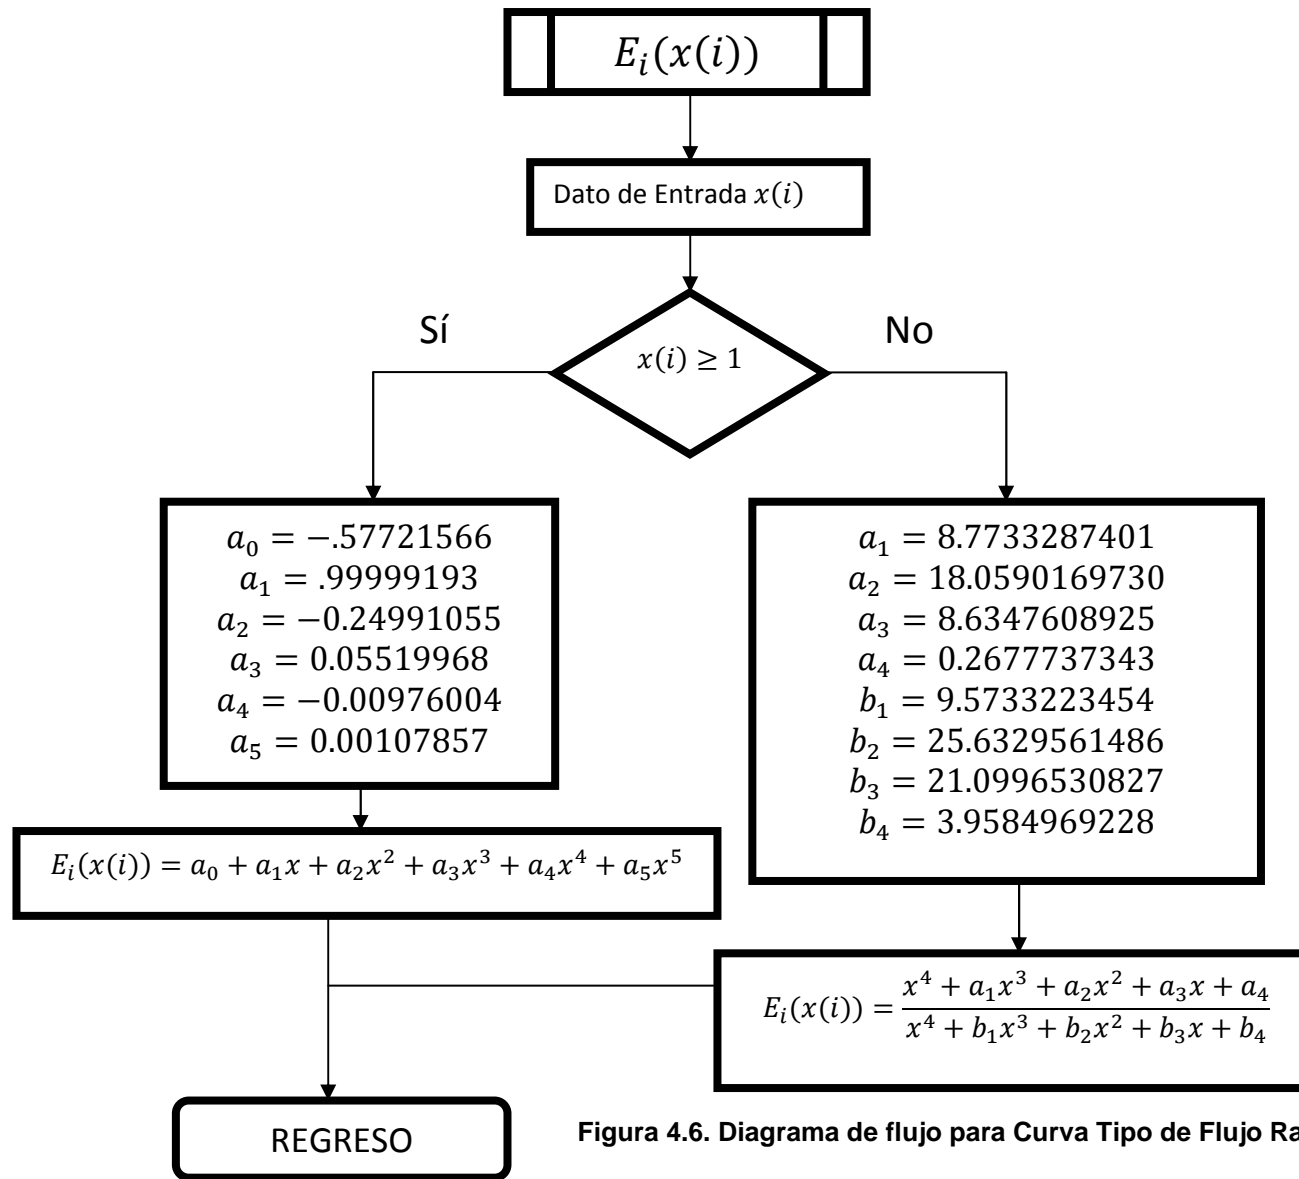 E_i(x(i))
Dato de Entrada x(i)
Sí
No
x(i) ≥ 1
a_0 = −.57721566
a_1 = .99999193
a_2 = −0.24991055
a_3 = 0.05519968
a_4 = −0.00976004
a_5 = 0.00107857
a_1 = 8.7733287401
a_2 = 18.0590169730
a_3 = 8.6347608925
a_4 = 0.2677737343
b_1 = 9.5733223454
b_2 = 25.6329561486
b_3 = 21.0996530827
b_4 = 3.9584969228
E_i(x(i)) = a_0 + a_1x + a_2x^2 + a_3x^3 + a_4x^4 + a_5x^5
E_i(x(i)) = \frac{x^4 + a_1x^3 + a_2x^2 + a_3x + a_4}{x^4 + b_1x^3 + b_2x^2 + b_3x + b_4}
REGRESO
Figura 4.6. Diagrama de flujo para Curva Tipo de Flujo Ra